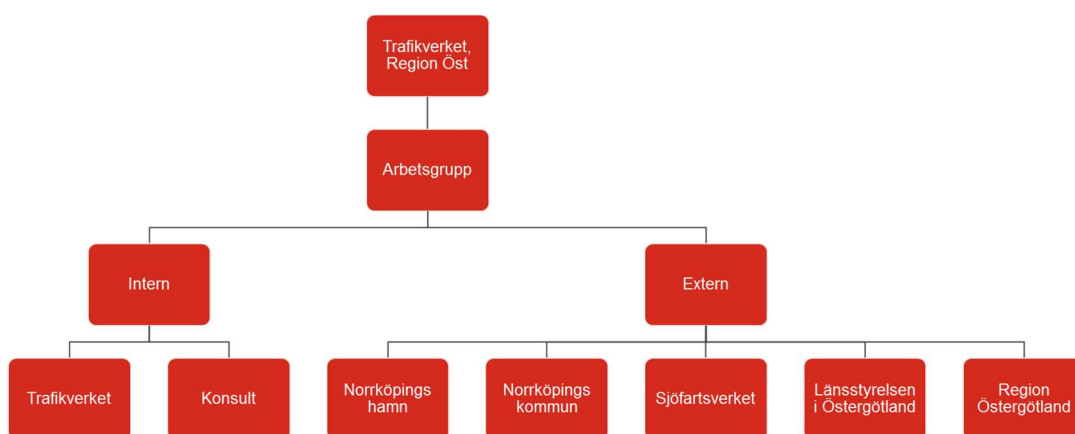 Trafikverket,
Region Öst
Arbetsgrupp
Intern
Extern
Trafikverket
Konsult
Norrköpings
hamn
Norrköpings
kommun
Sjöfartsverket
Länsstyrelsen
i Östergötland
Region
Östergötland